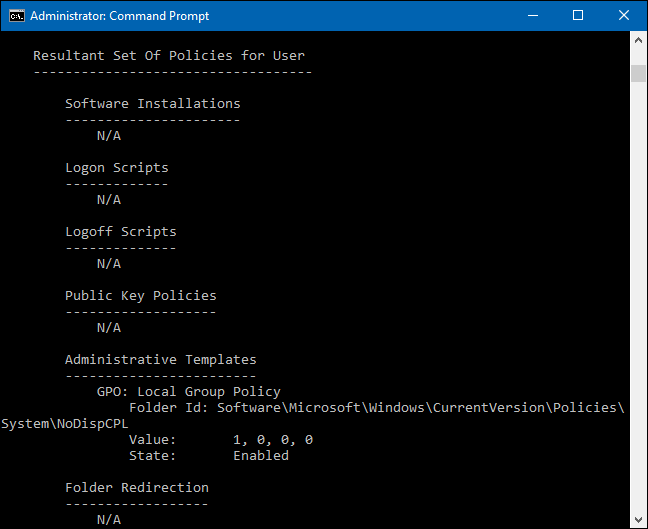 Administrator: Command Prompt
Resultant Set Of Policies for User
-----------------------------------
Software Installations
----------------------
N/A
Logon Scripts
-------------
N/A
Logoff Scripts
--------------
N/A
Public Key Policies
-------------------
N/A
Administrative Templates
------------------------
GPO: Local Group Policy
Folder Id: Software\Microsoft\Windows\CurrentVersion\Policies\
System\NoDispCPL
Value: 1, 0, 0, 0
State: Enabled
Folder Redirection
------------------
N/A